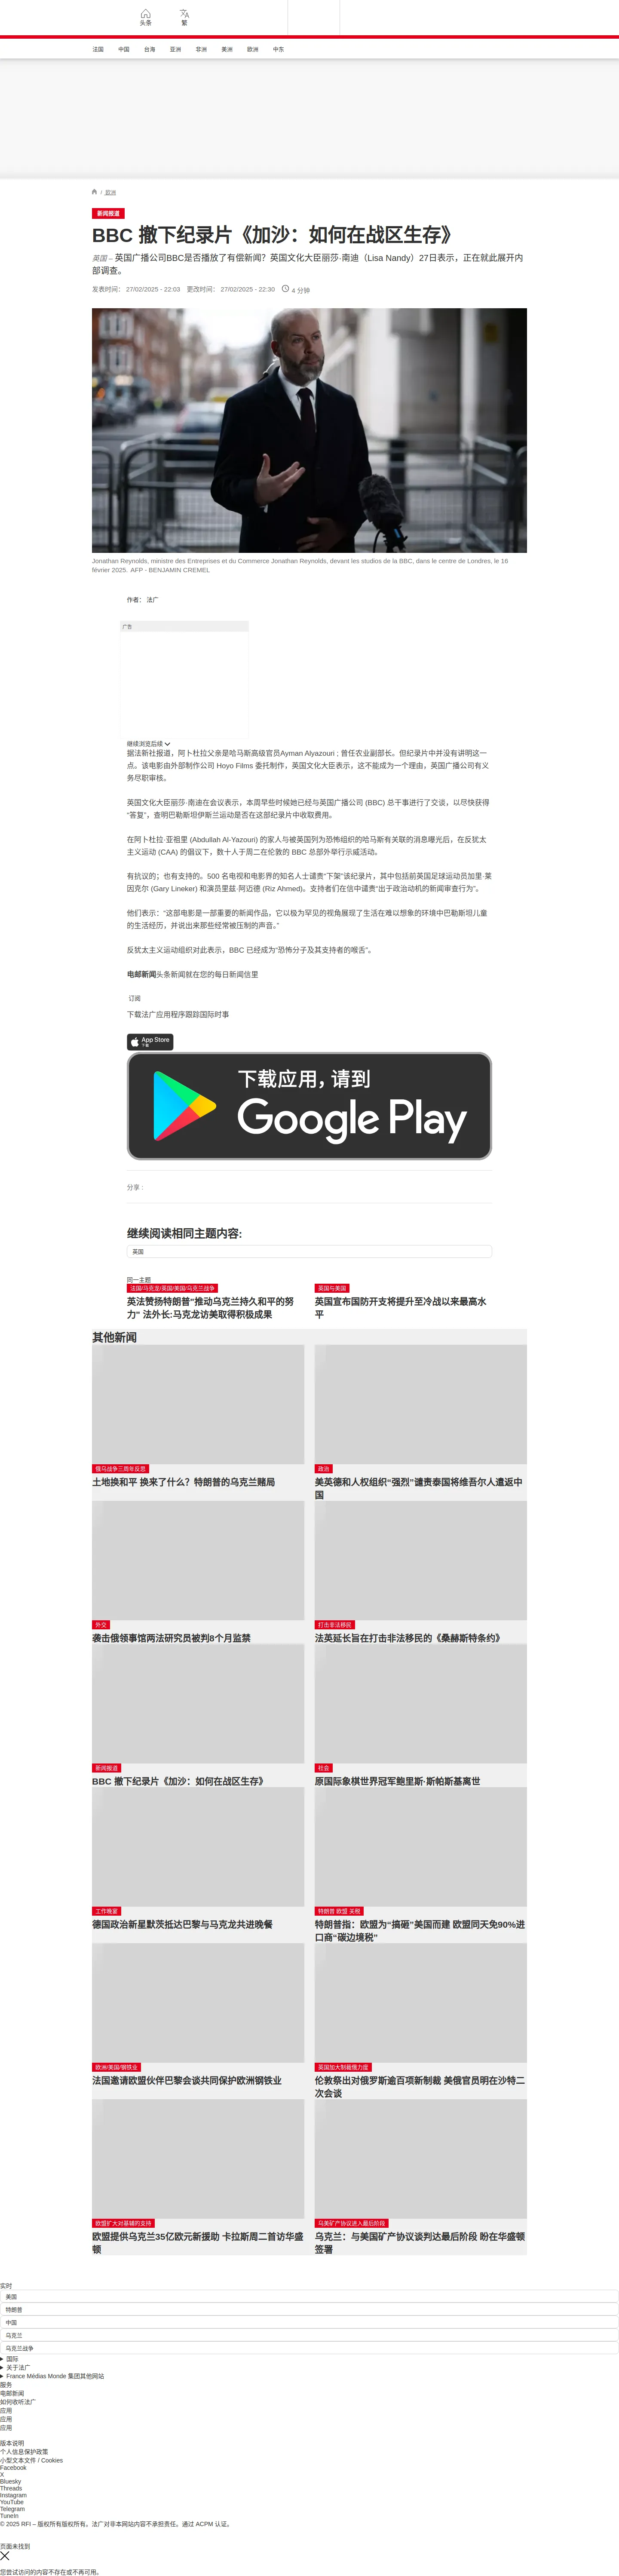 头条
繁
法国
中国
台海
亚洲
非洲
美洲
欧洲
中东
/ 欧洲
新闻报道
BBC 撤下纪录片《加沙：如何在战区生存》
英国 – 英国广播公司BBC是否播放了有偿新闻？英国文化大臣丽莎·南迪（Lisa Nandy）27日表示，正在就此展开内
部调查。
发表时间： 27/02/2025 - 22:03 更改时间： 27/02/2025 - 22:30 4 分钟
Jonathan Reynolds, ministre des Entreprises et du Commerce Jonathan Reynolds, devant les studios de la BBC, dans le centre de Londres, le 16
février 2025. AFP - BENJAMIN CREMEL
作者： 法广
广告
继续浏览后续
据法新社报道，阿卜杜拉父亲是哈马斯高级官员Ayman Alyazouri；曾任农业副部长。但纪录片中并没有讲明这一
点。该电影由外部制作公司 Hoyo Films 委托制作，英国文化大臣表示，这不能成为一个理由，英国广播公司有义
务尽职审核。
英国文化大臣丽莎·南迪在会议表示，本周早些时候她已经与英国广播公司 (BBC) 总干事进行了交谈，以尽快获得
“答复”，查明巴勒斯坦伊斯兰运动是否在这部纪录片中收取费用。
在阿卜杜拉·亚祖里 (Abdullah Al-Yazouri) 的家人与被英国列为恐怖组织的哈马斯有关联的消息曝光后，在反犹太
主义运动 (CAA) 的倡议下，数十人于周二在伦敦的 BBC 总部外举行示威活动。
有抗议的；也有支持的。500 名电视和电影界的知名人士谴责“下架”该纪录片，其中包括前英国足球运动员加里·莱
因克尔 (Gary Lineker) 和演员里兹·阿迈德 (Riz Ahmed)。支持者们在信中谴责“出于政治动机的新闻审查行为”。
他们表示：“这部电影是一部重要的新闻作品，它以极为罕见的视角展现了生活在难以想象的环境中巴勒斯坦儿童
的生活经历，并说出来那些经常被压制的声音。”
反犹太主义运动组织对此表示，BBC 已经成为“恐怖分子及其支持者的喉舌”。
电邮新闻头条新闻就在您的每日新闻信里
订阅
下载法广应用程序跟踪国际时事
App Store
下载
下载应用，请到
Google Play
分享 :
继续阅读相同主题内容:
英国
同一主题
法国/马克龙/英国/美国/乌克兰战争
英法赞扬特朗普"推动乌克兰持久和平的努
力" 法外长:马克龙访美取得积极成果
英国与美国
英国宣布国防开支将提升至冷战以来最高水
平
其他新闻
俄乌战争三周年反思
土地换和平 换来了什么？特朗普的乌克兰赌局
政治
美英德和人权组织“强烈”谴责泰国将维吾尔人遣返中
国
外交
袭击俄领事馆两法研究员被判8个月监禁
打击非法移民
法英延长旨在打击非法移民的《桑赫斯特条约》
新闻报道
BBC 撤下纪录片《加沙：如何在战区生存》
社会
原国际象棋世界冠军鲍里斯·斯帕斯基离世
工作晚宴
德国政治新星默茨抵达巴黎与马克龙共进晚餐
特朗普 欧盟 关税
特朗普指：欧盟为“搞砸”美国而建 欧盟同天免90%进
口商“碳边境税”
欧洲/美国/钢铁业
法国邀请欧盟伙伴巴黎会谈共同保护欧洲钢铁业
英国加大制裁俄力度
伦敦祭出对俄罗斯逾百项新制裁 美俄官员明在沙特二
次会谈
欧盟扩大对基辅的支持
欧盟提供乌克兰35亿欧元新援助 卡拉斯周二首访华盛
顿
乌美矿产协议进入最后阶段
乌克兰：与美国矿产协议谈判达最后阶段 盼在华盛顿
签署
实时
美国
特朗普
中国
乌克兰
乌克兰战争
国际
关于法广
France Médias Monde 集团其他网站
服务
电邮新闻
如何收听法广
应用
应用
应用
版本说明
个人信息保护政策
小型文本文件 / Cookies
Facebook
X
Bluesky
Threads
Instagram
YouTube
Telegram
TuneIn
© 2025 RFI – 版权所有版权所有。法广对非本网站内容不承担责任。通过 ACPM 认证。
页面未找到
您尝试访问的内容不存在或不再可用。